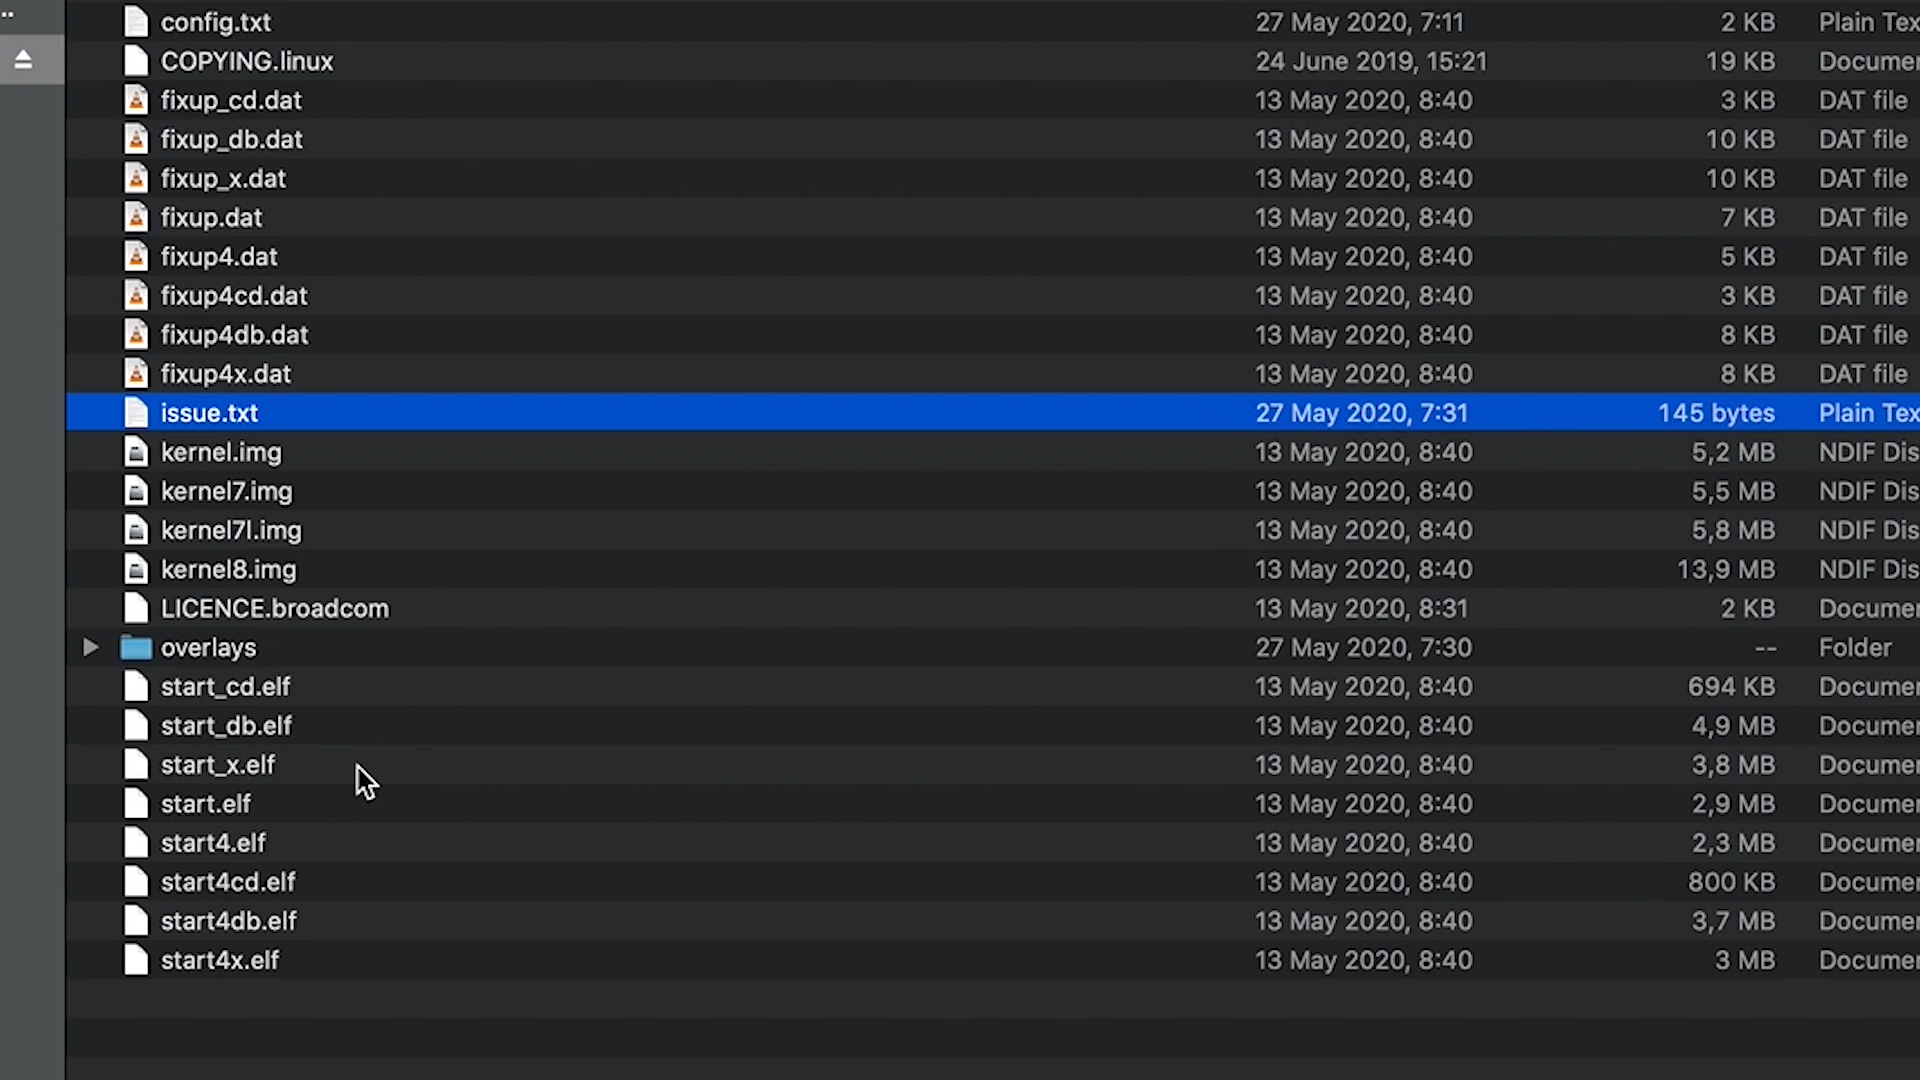 config.txt 27 May 2020, 7:11 2 KB Plain Tex
COPYING.linux 24 June 2019, 15:21 19 KB Documen
fixup_cd.dat 13 May 2020, 8:40 3 KB DAT file
fixup_db.dat 13 May 2020, 8:40 10 KB DAT file
fixup_x.dat 13 May 2020, 8:40 10 KB DAT file
fixup.dat 13 May 2020, 8:40 7 KB DAT file
fixup4.dat 13 May 2020, 8:40 5 KB DAT file
fixup4cd.dat 13 May 2020, 8:40 3 KB DAT file
fixup4db.dat 13 May 2020, 8:40 8 KB DAT file
fixup4x.dat 13 May 2020, 8:40 8 KB DAT file
issue.txt 27 May 2020, 7:31 145 bytes Plain Tex
kernel.img 13 May 2020, 8:40 5,2 MB NDIF Dis
kernel7.img 13 May 2020, 8:40 5,5 MB NDIF Dis
kernel7l.img 13 May 2020, 8:40 5,8 MB NDIF Dis
kernel8.img 13 May 2020, 8:40 13,9 MB NDIF Dis
LICENCE.broadcom 13 May 2020, 8:31 2 KB Documen
overlays 27 May 2020, 7:30 -- Folder
start_cd.elf 13 May 2020, 8:40 694 KB Documen
start_db.elf 13 May 2020, 8:40 4,9 MB Documen
start_x.elf 13 May 2020, 8:40 3,8 MB Documen
start.elf 13 May 2020, 8:40 2,9 MB Documen
start4.elf 13 May 2020, 8:40 2,3 MB Documen
start4cd.elf 13 May 2020, 8:40 800 KB Documen
start4db.elf 13 May 2020, 8:40 3,7 MB Documen
start4x.elf 13 May 2020, 8:40 3 MB Documen